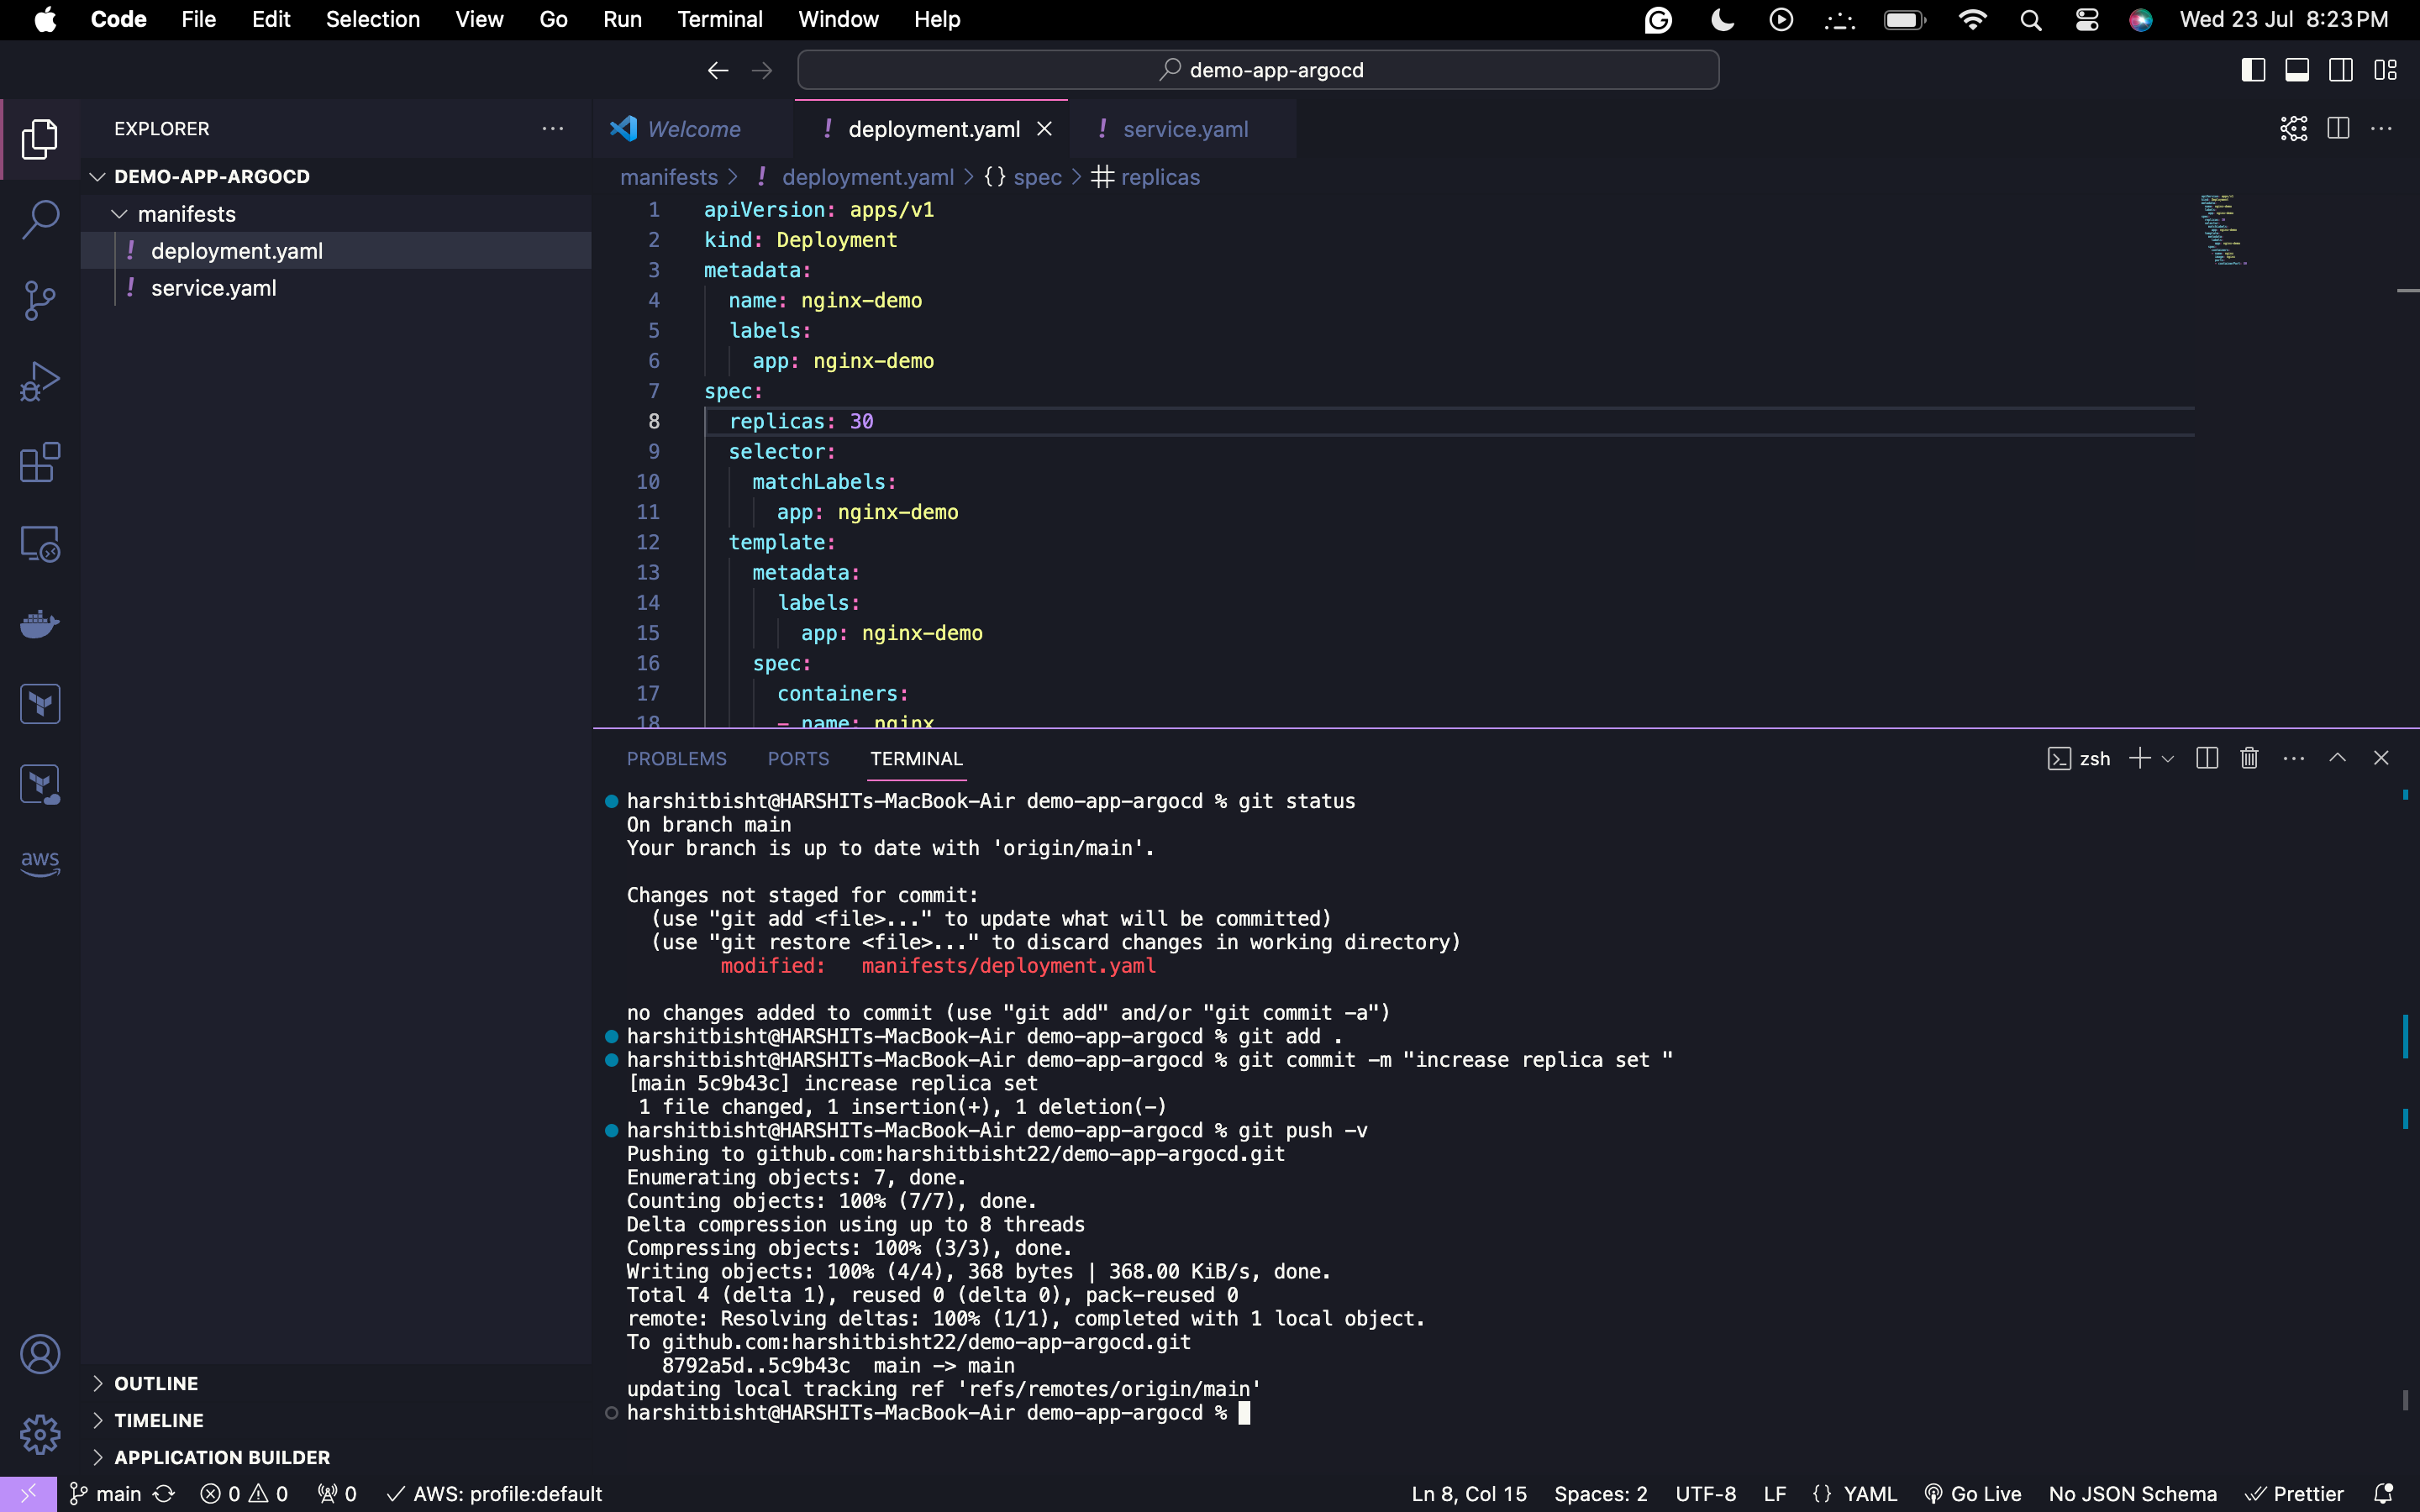 Code File Edit Selection View Go Run Terminal Window Help Wed 23 Jul 8:23 PM
demo-app-argocd
EXPLORER
DEMO-APP-ARGOCD
manifests
! deployment.yaml
! service.yaml
OUTLINE
TIMELINE
APPLICATION BUILDER
aws
Welcome ! deployment.yaml ! service.yaml
manifests > ! deployment.yaml > {} spec > # replicas
1 apiVersion: apps/v1
2 kind: Deployment
3 metadata:
4 name: nginx-demo
5 labels:
6 app: nginx-demo
7 spec:
8 replicas: 30
9 selector:
10 matchLabels:
11 app: nginx-demo
12 template:
13 metadata:
14 labels:
15 app: nginx-demo
16 spec:
17 containers:
18 - name: nginx
PROBLEMS PORTS TERMINAL zsh
harshitbisht@HARSHITs-MacBook-Air demo-app-argocd % git status
On branch main
Your branch is up to date with 'origin/main'.
Changes not staged for commit:
(use "git add <file>..." to update what will be committed)
(use "git restore <file>..." to discard changes in working directory)
modified: manifests/deployment.yaml
no changes added to commit (use "git add" and/or "git commit -a")
harshitbisht@HARSHITs-MacBook-Air demo-app-argocd % git add .
harshitbisht@HARSHITs-MacBook-Air demo-app-argocd % git commit -m "increase replica set "
[main 5c9b43c] increase replica set
1 file changed, 1 insertion(+), 1 deletion(-)
harshitbisht@HARSHITs-MacBook-Air demo-app-argocd % git push -v
Pushing to github.com:harshitbisht22/demo-app-argocd.git
Enumerating objects: 7, done.
Counting objects: 100% (7/7), done.
Delta compression using up to 8 threads
Compressing objects: 100% (3/3), done.
Writing objects: 100% (4/4), 368 bytes | 368.00 KiB/s, done.
Total 4 (delta 1), reused 0 (delta 0), pack-reused 0
remote: Resolving deltas: 100% (1/1), completed with 1 local object.
To github.com:harshitbisht22/demo-app-argocd.git
8792a5d..5c9b43c main -> main
updating local tracking ref 'refs/remotes/origin/main'
harshitbisht@HARSHITs-MacBook-Air demo-app-argocd %
main 0 0 0 AWS: profile:default Ln 8, Col 15 Spaces: 2 UTF-8 LF {} YAML Go Live No JSON Schema Prettier